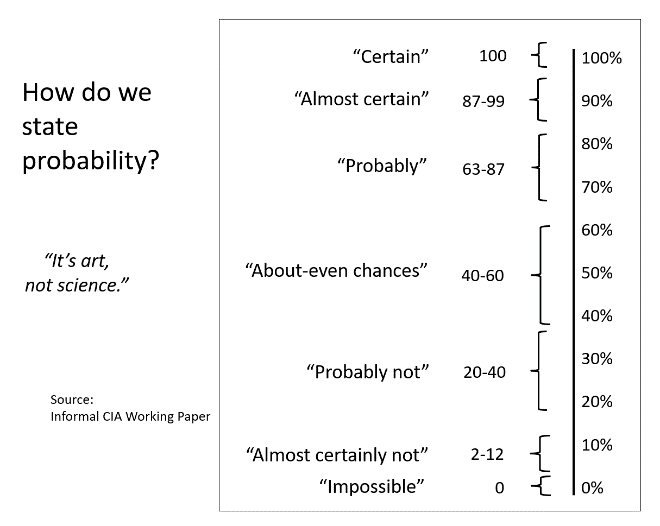 How do we
state
probability?
“It’s art,
not science.”
Source:
Informal CIA Working Paper
“Certain” 100
“Almost certain” 87-99
“Probably” 63-87
“About-even chances” 40-60
“Probably not” 20-40
“Almost certainly not” 2-12
“Impossible” 0
100%
90%
80%
70%
60%
50%
40%
30%
20%
10%
0%